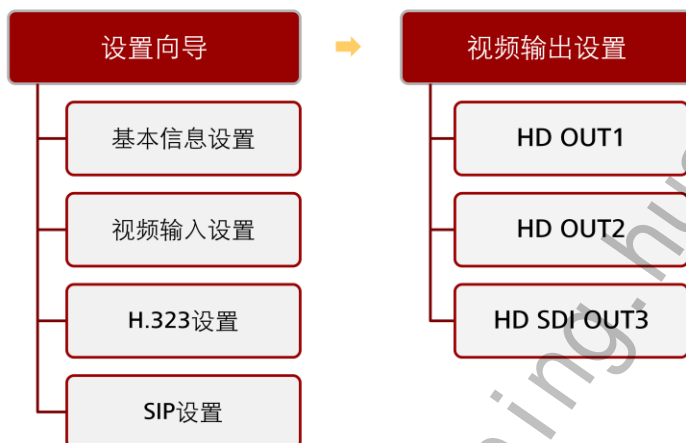 设置向导
基本信息设置
视频输入设置
H.323设置
SIP设置
视频输出设置
HD OUT1
HD OUT2
HD SDI OUT3
ning.hu